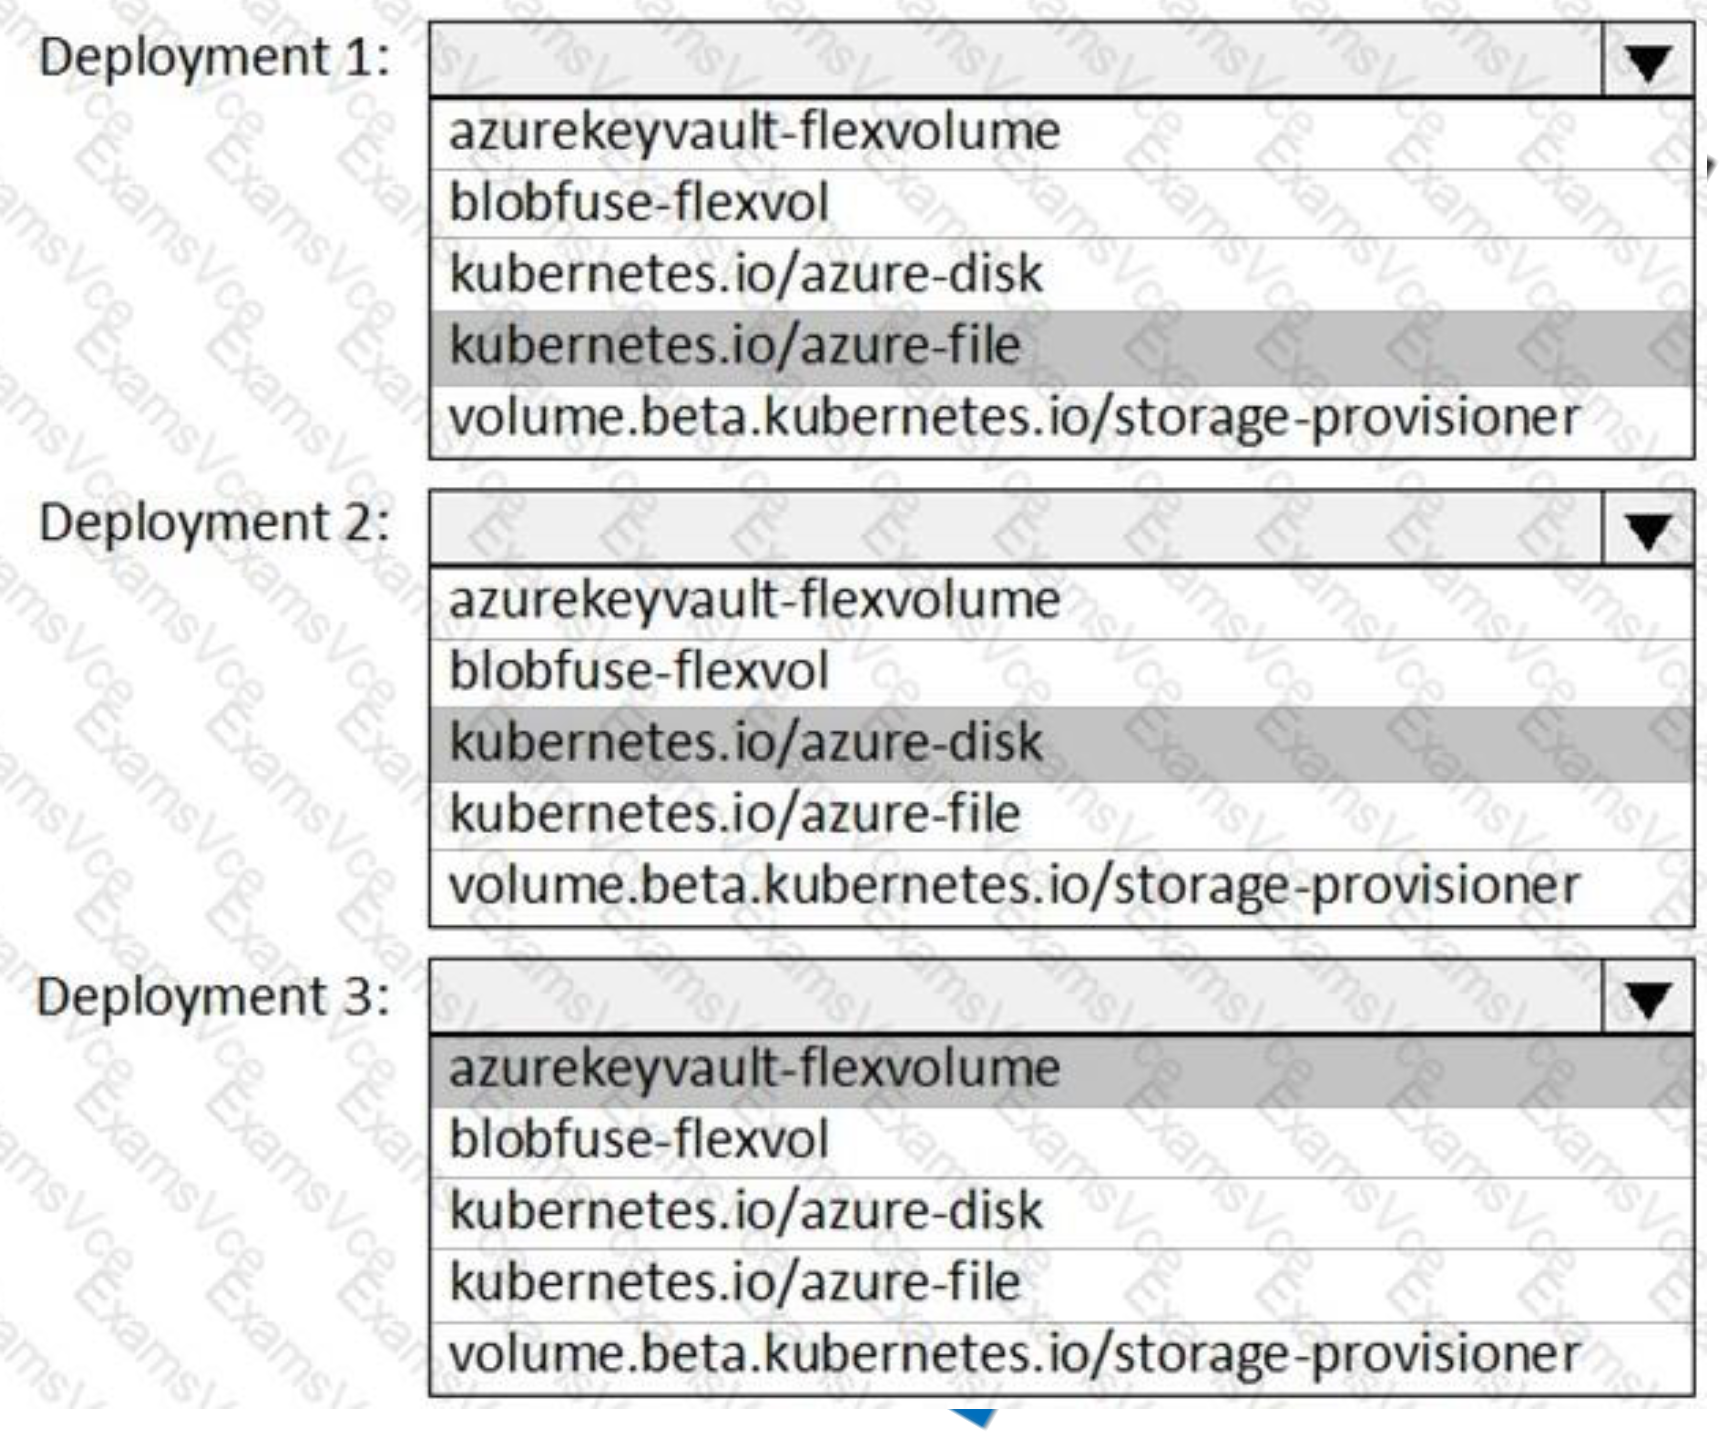 Deployment 1:
azurekeyvault-flexvolume
blobfuse-flexvol
kubernetes.io/azure-disk
kubernetes.io/azure-file
volume.beta.kubernetes.io/storage-provisioner
Deployment 2:
azurekeyvault-flexvolume
blobfuse-flexvol
kubernetes.io/azure-disk
kubernetes.io/azure-file
volume.beta.kubernetes.io/storage-provisioner
Deployment 3:
azurekeyvault-flexvolume
blobfuse-flexvol
kubernetes.io/azure-disk
kubernetes.io/azure-file
volume.beta.kubernetes.io/storage-provisioner
ExamsVce